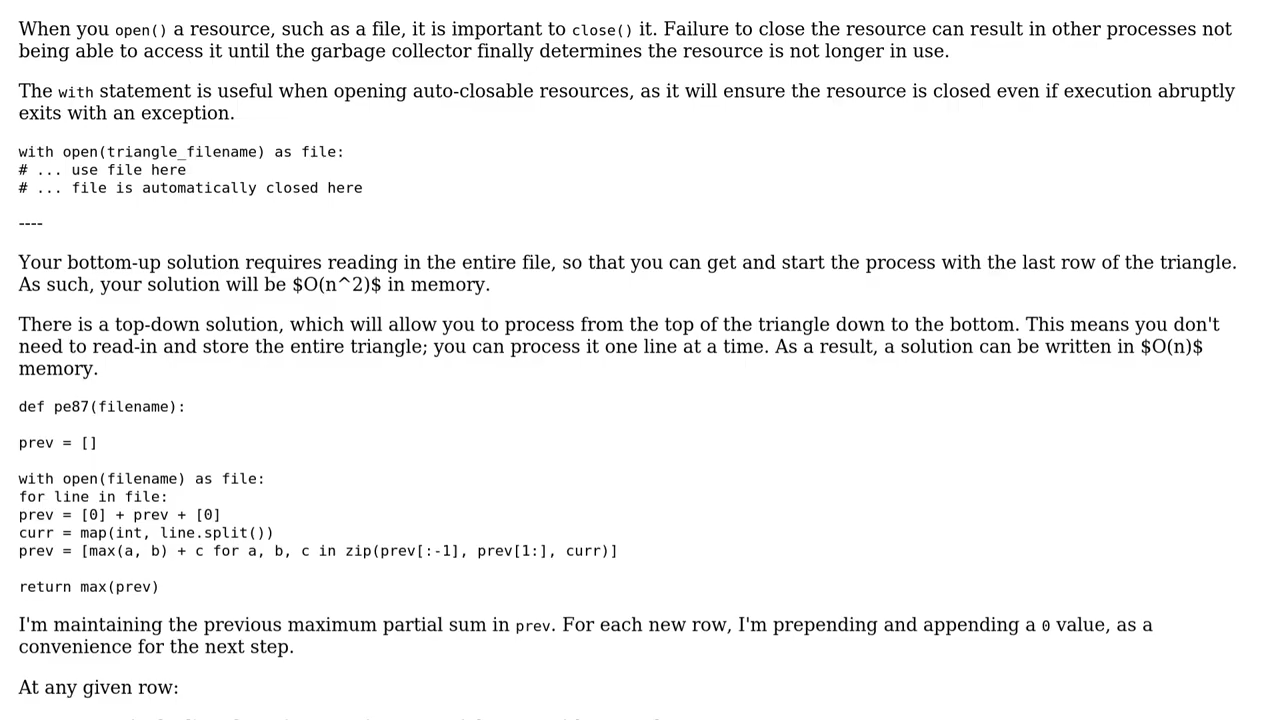 When you open() a resource, such as a file, it is important to close() it. Failure to close the resource can result in other processes not
being able to access it until the garbage collector finally determines the resource is not longer in use.
The with statement is useful when opening auto-closable resources, as it will ensure the resource is closed even if execution abruptly
exits with an exception.
with open(triangle_filename) as file:
# ... use file here
# ... file is automatically closed here
----
Your bottom-up solution requires reading in the entire file, so that you can get and start the process with the last row of the triangle.
As such, your solution will be $O(n^2)$ in memory.
There is a top-down solution, which will allow you to process from the top of the triangle down to the bottom. This means you don't
need to read-in and store the entire triangle; you can process it one line at a time. As a result, a solution can be written in $O(n)$
memory.
def pe87(filename):
prev = []
with open(filename) as file:
for line in file:
prev = [0] + prev + [0]
curr = map(int, line.split())
prev = [max(a, b) + c for a, b, c in zip(prev[:-1], prev[1:], curr)]
return max(prev)
I'm maintaining the previous maximum partial sum in prev. For each new row, I'm prepending and appending a 0 value, as a
convenience for the next step.
At any given row: